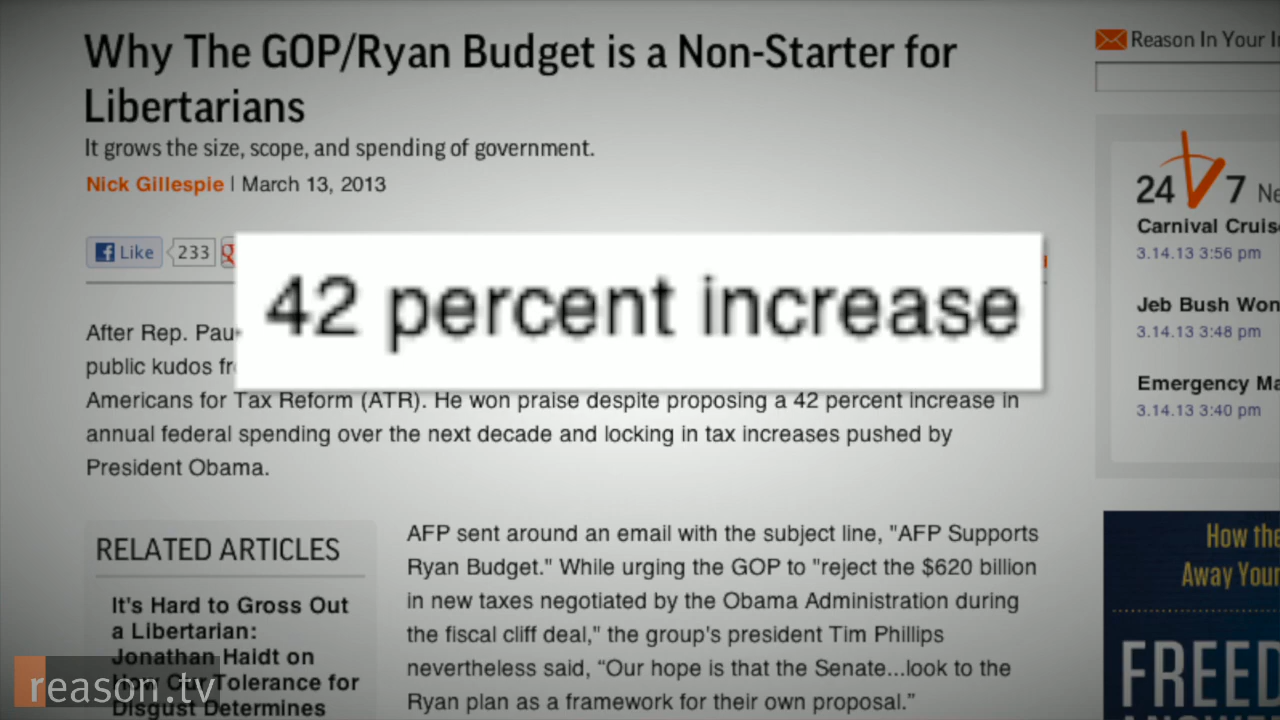 Why The GOP/Ryan Budget is a Non-Starter for
Libertarians
It grows the size, scope, and spending of government.
Nick Gillespie | March 13, 2013
Like 233
42 percent increase
After Rep.
public kudos
Americans for Tax Reform (ATR). He won praise despite proposing a 42 percent increase in
annual federal spending over the next decade and locking in tax increases pushed by
President Obama.
RELATED ARTICLES
It's Hard to Gross Out
a Libertarian:
Jonathan Haidt on
How Our Tolerance for
Disgust Determines
AFP sent around an email with the subject line, "AFP Supports
Ryan Budget." While urging the GOP to "reject the $620 billion
in new taxes negotiated by the Obama Administration during
the fiscal cliff deal," the group's president Tim Phillips
nevertheless said, “Our hope is that the Senate...look to the
Ryan plan as a framework for their own proposal.”
Reason In Your
24 7
Carnival
3.14.13 3:56 pm
Jeb Bush
3.14.13 3:48 pm
Emergency
3.14.13 3:40 pm
How the
Away Your
FREED
reason.tv